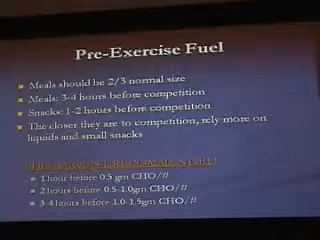 Pre-Exercise Fuel
Meals should be 2/3 normal size
Meals: 3-4 hours before competition
Snacks: 1-2 hours before competition
The closer they are to competition, rely more on
liquids and small snacks
1 hour before 0.5 gm CHO/#
2 hours before 0.5-1.0gm CHO/#
3-4 hours before 1.0-1.5gm CHO/#